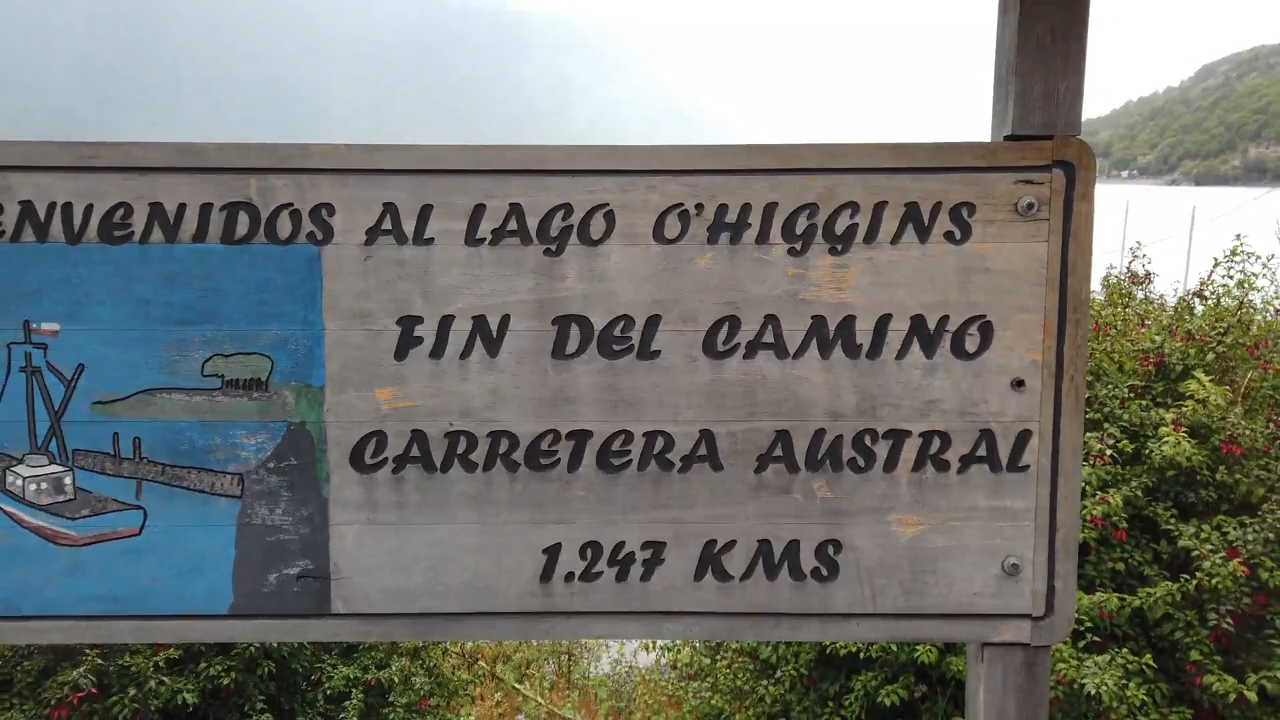 ENVENIDOS AL LAGO O'HIGGINS
FIN DEL CAMINO
CARRETERA AUSTRAL
1.247 KMS